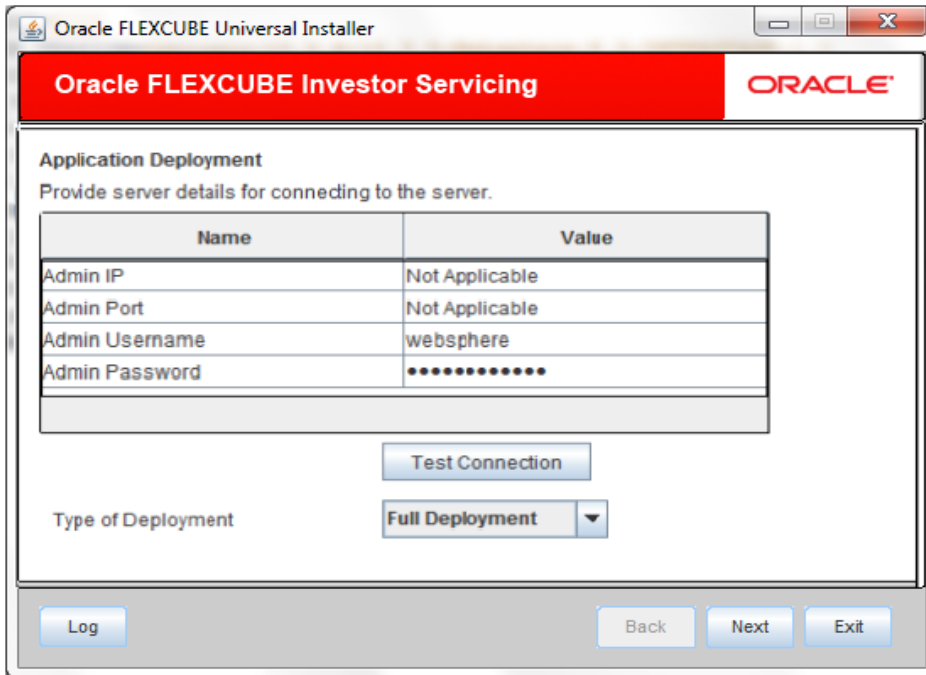 Oracle FLEXCUBE Universal Installer
Oracle FLEXCUBE Investor Servicing
ORACLE
Application Deployment
Provide server details for connecting to the server.
Name Value
Admin IP Not Applicable
Admin Port Not Applicable
Admin Username websphere
Admin Password ••••••••••••
Test Connection
Type of Deployment Full Deployment
Log Back Next Exit